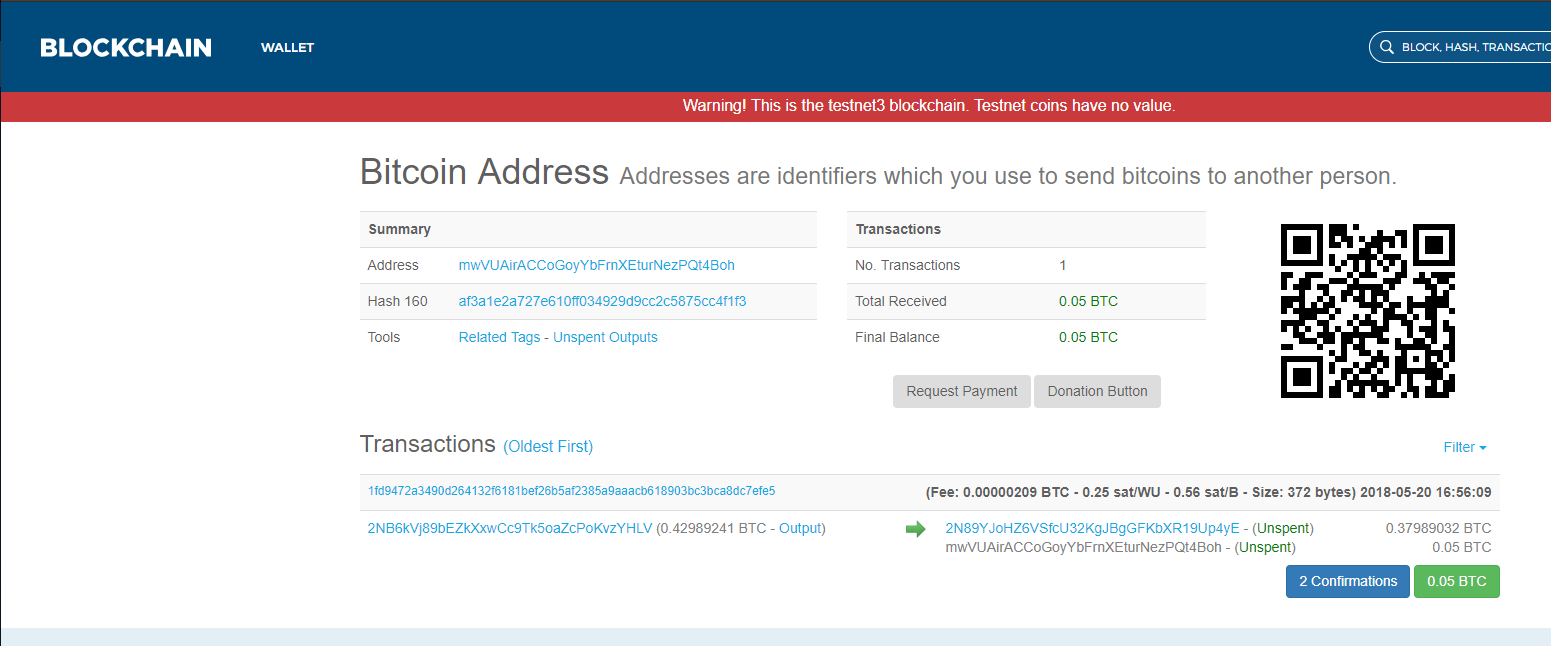 BLOCKCHAIN WALLET BLOCK, HASH, TRANSACTIO
Warning! This is the testnet3 blockchain. Testnet coins have no value.
Bitcoin Address Addresses are identifiers which you use to send bitcoins to another person.
Summary
Address mwVUAirACCoGoyYbFrnXEturNezPQt4Boh
Hash 160 af3a1e2a727e610ff034929d9cc2c5875cc4f1f3
Tools Related Tags - Unspent Outputs
Transactions
No. Transactions 1
Total Received 0.05 BTC
Final Balance 0.05 BTC
Request Payment Donation Button
Transactions (Oldest First) Filter
1fd9472a3490d264132f6181bef26b5af2385a9aaacb618903bc3bca8dc7efe5 (Fee: 0.00000209 BTC - 0.25 sat/WU - 0.56 sat/B - Size: 372 bytes) 2018-05-20 16:56:09
2NB6kVj89bEZkXxwCc9Tk5oaZcPoKvzYHLV (0.42989241 BTC - Output) 2N89YJoHZ6VSfcU32KgJBgGFKbXR19Up4yE - (Unspent) 0.37989032 BTC
mwVUAirACCoGoyYbFrnXEturNezPQt4Boh - (Unspent) 0.05 BTC
2 Confirmations 0.05 BTC